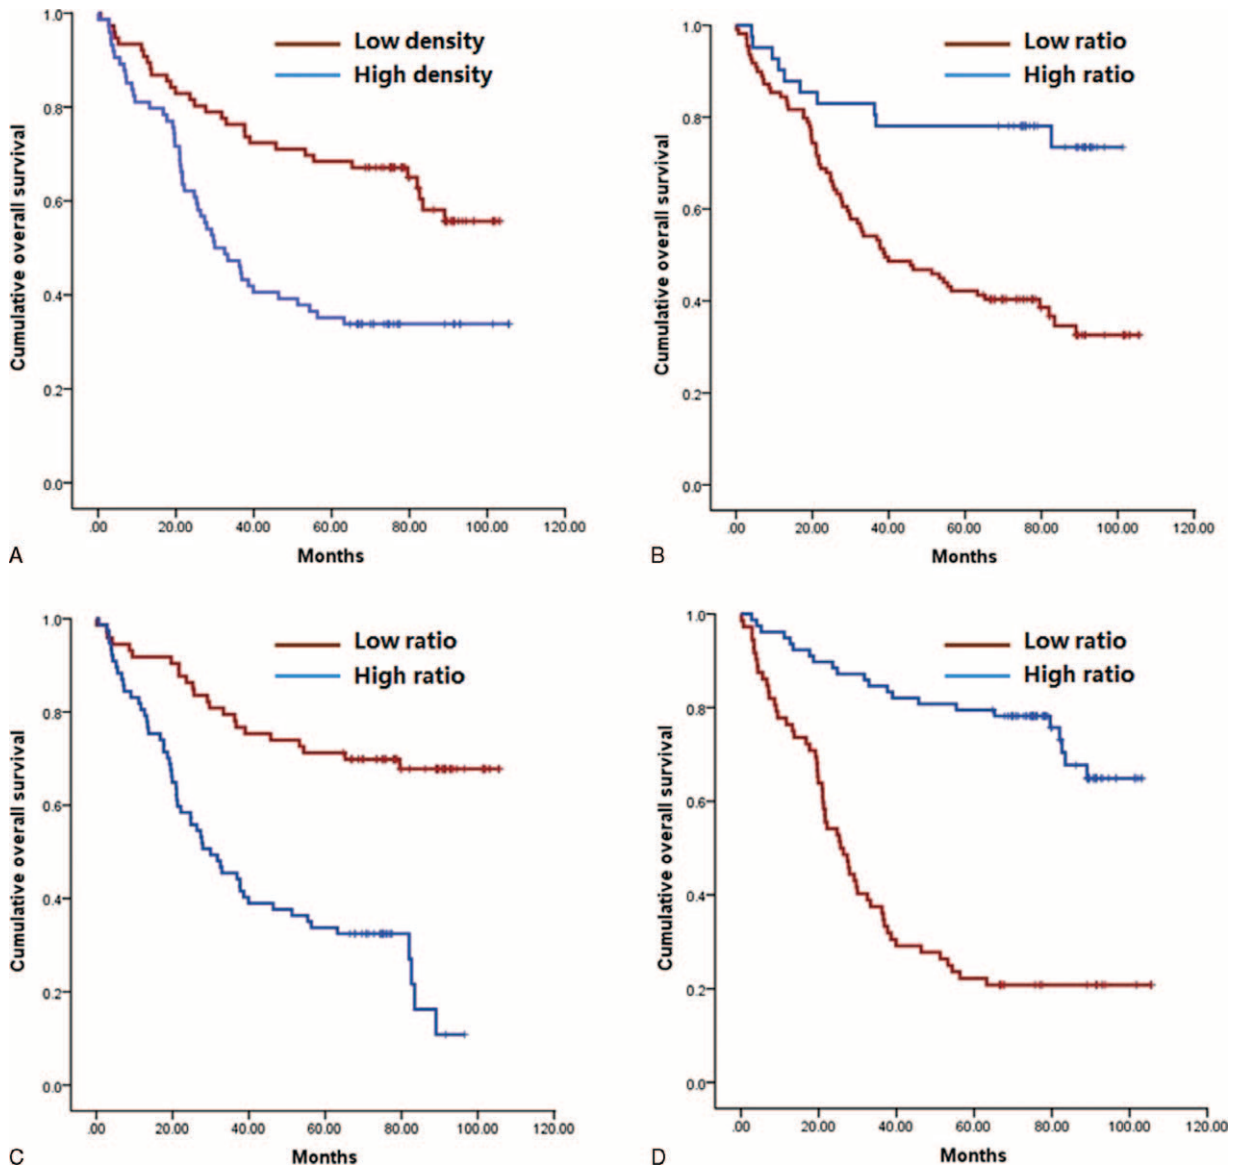 A
Cumulative overall survival
1.0
0.8
0.6
0.4
0.2
0.0
Low density
High density
.00 20.00 40.00 60.00 80.00 100.00 120.00
Months
B
Cumulative overall survival
1.0
0.8
0.6
0.4
0.2
0.0
Low ratio
High ratio
.00 20.00 40.00 60.00 80.00 100.00 120.00
Months
C
Cumulative overall survival
1.0
0.8
0.6
0.4
0.2
0.0
Low ratio
High ratio
.00 20.00 40.00 60.00 80.00 100.00 120.00
Months
D
Cumulative overall survival
1.0
0.8
0.6
0.4
0.2
0.0
Low ratio
High ratio
.00 20.00 40.00 60.00 80.00 100.00 120.00
Months